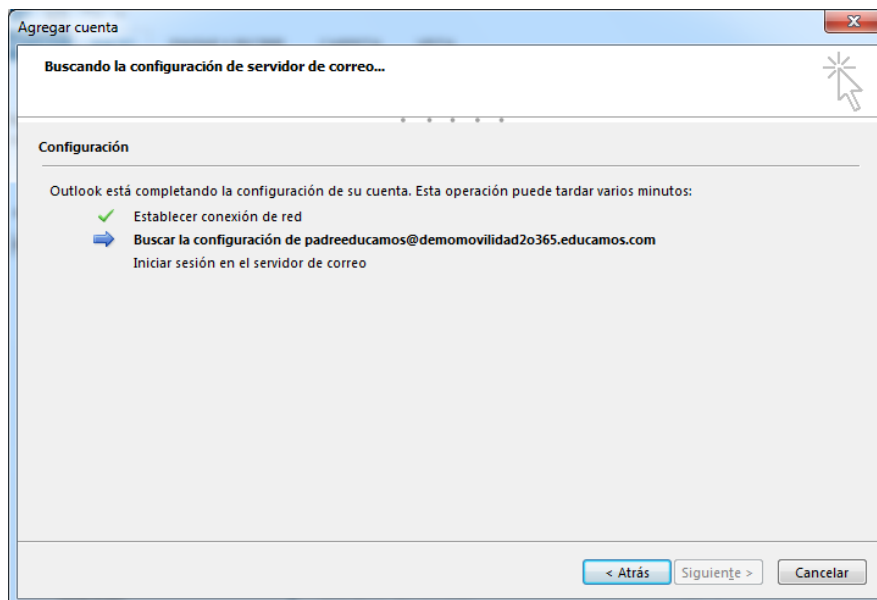 Agregar cuenta
Buscando la configuración de servidor de correo...
Configuración
Outlook está completando la configuración de su cuenta. Esta operación puede tardar varios minutos:
Establecer conexión de red
Buscar la configuración de padreeducamos@demomovilidad2o365.educamos.com
Iniciar sesión en el servidor de correo
< Atrás Siguiente > Cancelar